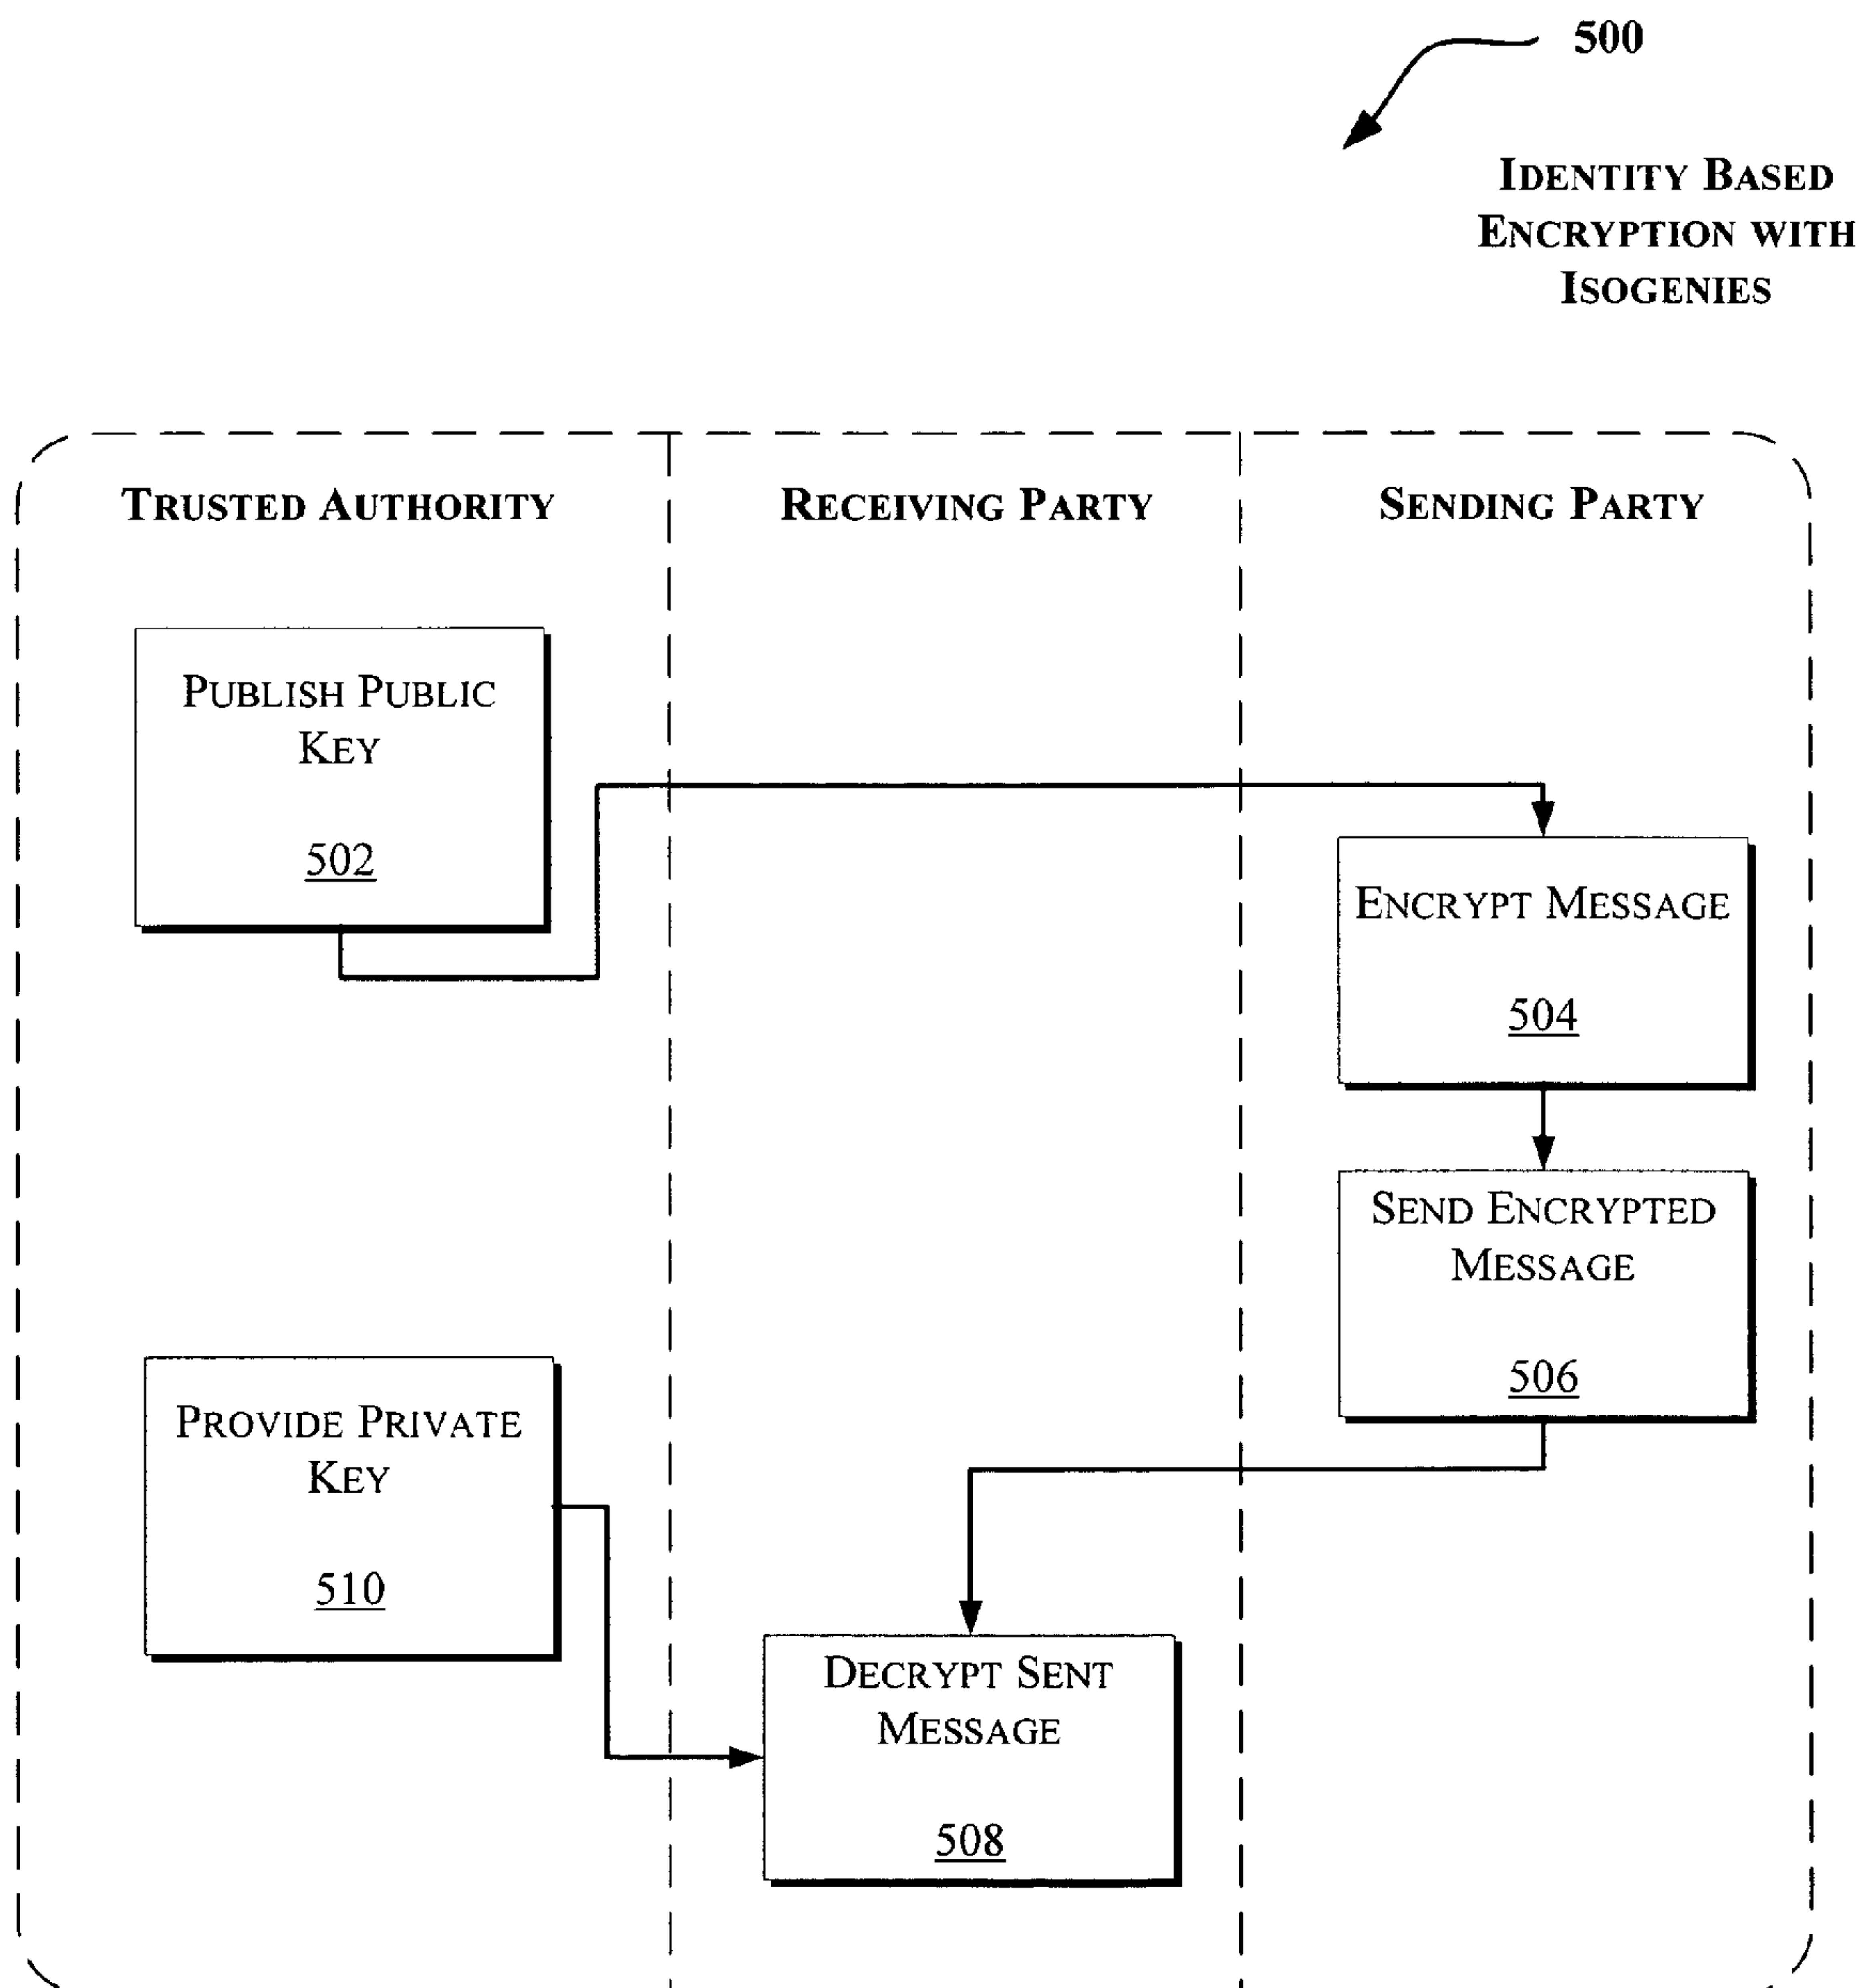 500
IDENTITY BASED
ENCRYPTION WITH
ISOGENIES
TRUSTED AUTHORITY
RECEIVING PARTY
SENDING PARTY
PUBLISH PUBLIC
KEY
502
ENCRYPT MESSAGE
504
SEND ENCRYPTED
MESSAGE
506
PROVIDE PRIVATE
KEY
510
DECRYPT SENT
MESSAGE
508